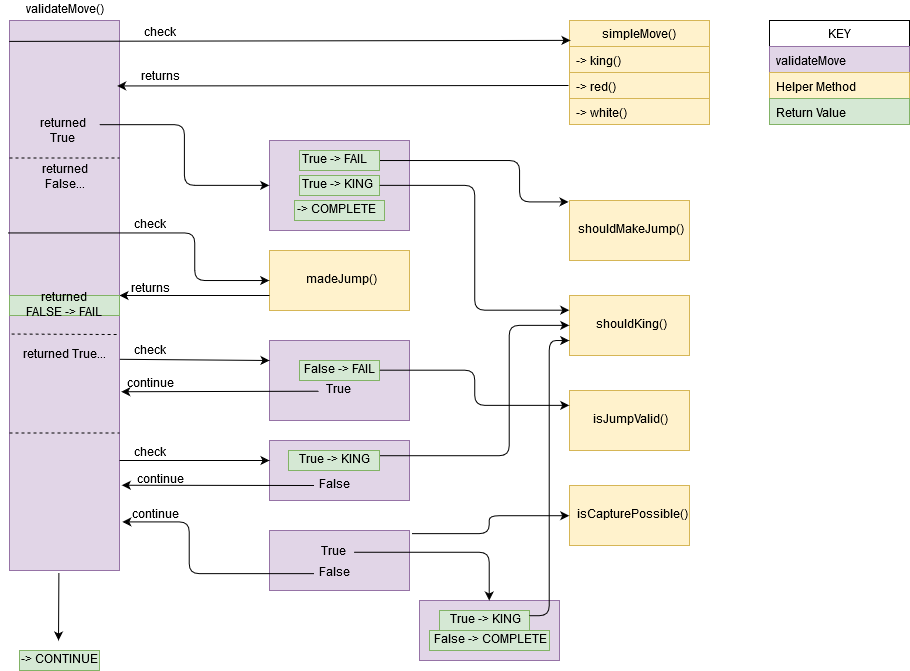 validateMove()
check
simpleMove()
-> king()
-> red()
-> white()
KEY
validateMove
Helper Method
Return Value
returns
returned
True
returned
False...
True -> FAIL
True -> KING
-> COMPLETE
shouldMakeJump()
check
madeJump()
returns
returned
FALSE -> FAIL
shouldKing()
returned True...
check
False -> FAIL
True
continue
isJumpValid()
check
True -> KING
False
continue
isCapturePossible()
continue
True
False
True -> KING
False -> COMPLETE
-> CONTINUE